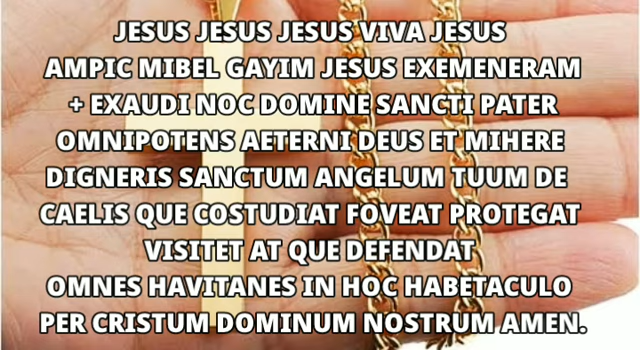 JESUS JESUS JESUS VIVA JESUS
AMPIC MIBEL GAYIM JESUS EXEMENERAM
+ EXAUDI NOC DOMINE SANCTI PATER
OMNIPOTENS AETERNI DEUS ET MIHERE
DIGNERIS SANCTUM ANGELUM TUUM DE
CAELIS QUE COSTUDIAT FOVEAT PROTEGAT
VISITET AT QUE DEFENDAT
OMNES HAVITANES IN HOC HABETACULO
PER CRISTUM DOMINUM NOSTRUM AMEN.